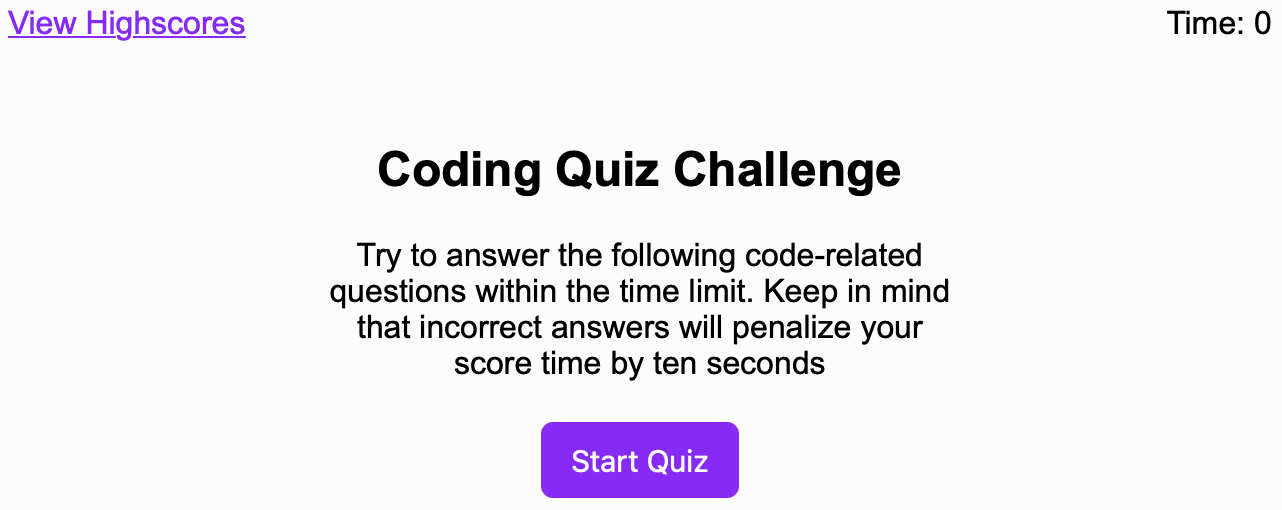 View Highscores
Time: 0
Coding Quiz Challenge
Try to answer the following code-related
questions within the time limit. Keep in mind
that incorrect answers will penalize your
score time by ten seconds
Start Quiz